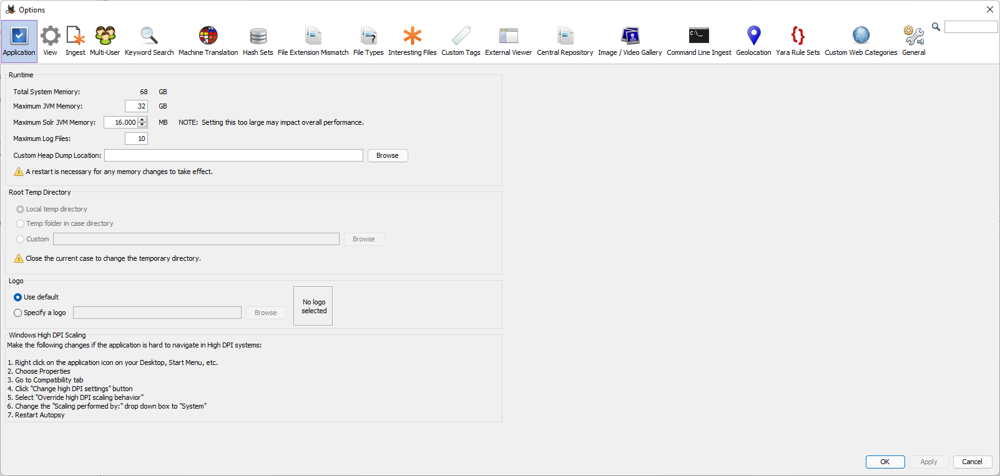 Options
Application View Ingest Multi-User Keyword Search Machine Translation Hash Sets File Extension Mismatch File Types Interesting Files Custom Tags External Viewer Central Repository Image / Video Gallery Command Line Ingest Geolocation Yara Rule Sets Custom Web Categories General
Runtime
Total System Memory: 68 GB
Maximum JVM Memory: 32 GB
Maximum Solr JVM Memory: 16.000 MB NOTE: Setting this too large may impact overall performance.
Maximum Log Files: 10
Custom Heap Dump Location: Browse
A restart is necessary for any memory changes to take effect.
Root Temp Directory
Local temp directory
Temp folder in case directory
Custom Browse
Close the current case to change the temporary directory.
Logo
Use default
Specify a logo Browse
No logo
selected
Windows High DPI Scaling
Make the following changes if the application is hard to navigate in High DPI systems:
1. Right click on the application icon on your Desktop, Start Menu, etc.
2. Choose Properties
3. Go to Compatibility tab
4. Click "Change high DPI settings" button
5. Select "Override high DPI scaling behavior"
6. Change the "Scaling performed by:" drop down box to "System"
7. Restart Autopsy
OK Apply Cancel